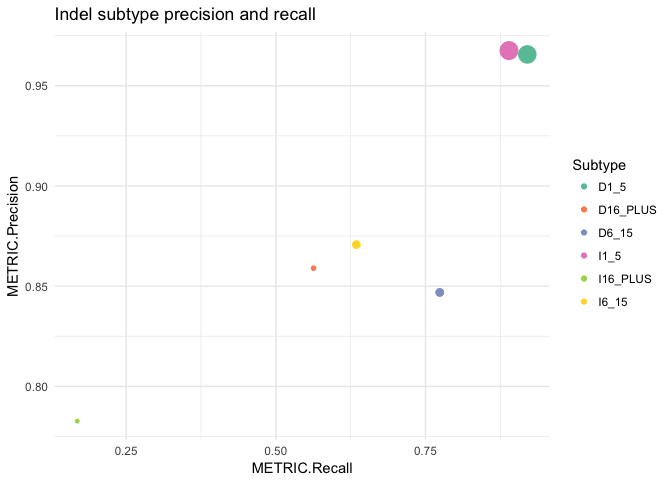 Indel subtype precision and recall
METRIC.Precision
0.95
0.90
0.85
0.80
0.25
0.50
0.75
METRIC.Recall
Subtype
D1_5
D16_PLUS
D6_15
I1_5
I16_PLUS
I6_15